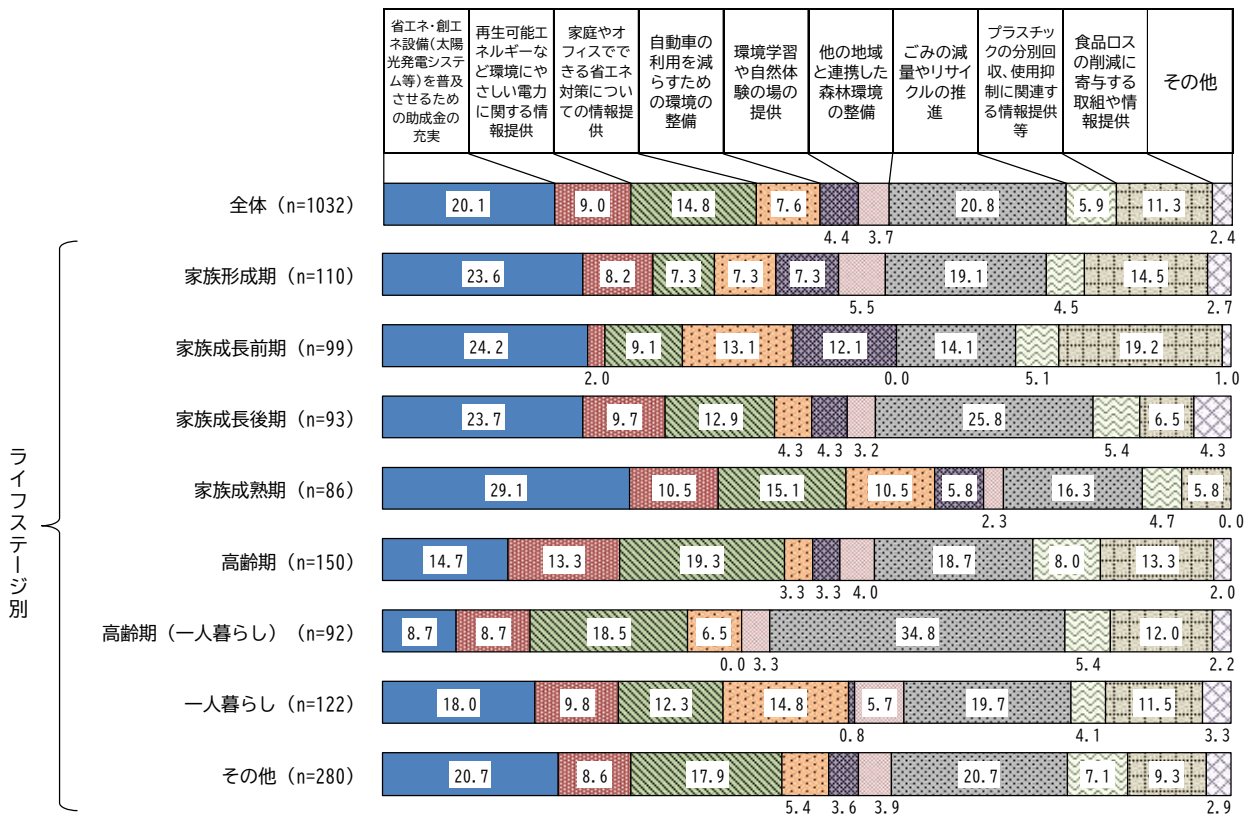 省エネ・創エ
ネ設備(太陽
光発電システ
ム等)を普及
させるため
の助成金の
充実
再生可能エ
ネルギーな
ど環境にや
さしい電力
に関する情
報提供
家庭やオ
フィスでで
きる省エネ
対策につい
ての情報提
供
自動車の
利用を減
らすため
の環境の
整備
環境学習
や自然体
験の場の
提供
他の地域
と連携した
森林環境
の整備
ごみの減
量やリサイ
クルの推
進
プラスチッ
クの分別回
収、使用抑
制に関連す
る情報提供
等
食品ロス
の削減に
寄与する
取組や情
報提供
その他
全体(n=1032)
20.1 9.0 14.8 7.6 4.4 3.7 20.8 5.9 11.3 2.4
ライフステージ別
家族形成期(n=110)
23.6 8.2 7.3 7.3 7.3 5.5 19.1 4.5 14.5 2.7
家族成長前期(n=99)
24.2 2.0 9.1 13.1 12.1 0.0 14.1 5.1 19.2 1.0
家族成長後期(n=93)
23.7 9.7 12.9 4.3 4.3 3.2 25.8 5.4 6.5 4.3
家族成熟期(n=86)
29.1 10.5 15.1 10.5 5.8 2.3 16.3 4.7 5.8 0.0
高齢期(n=150)
14.7 13.3 19.3 3.3 3.3 4.0 18.7 8.0 13.3 2.0
高齢期(一人暮らし)(n=92)
8.7 8.7 18.5 6.5 0.0 3.3 34.8 5.4 12.0 2.2
一人暮らし(n=122)
18.0 9.8 12.3 14.8 0.8 5.7 19.7 4.1 11.5 3.3
その他(n=280)
20.7 8.6 17.9 5.4 3.6 3.9 20.7 7.1 9.3 2.9